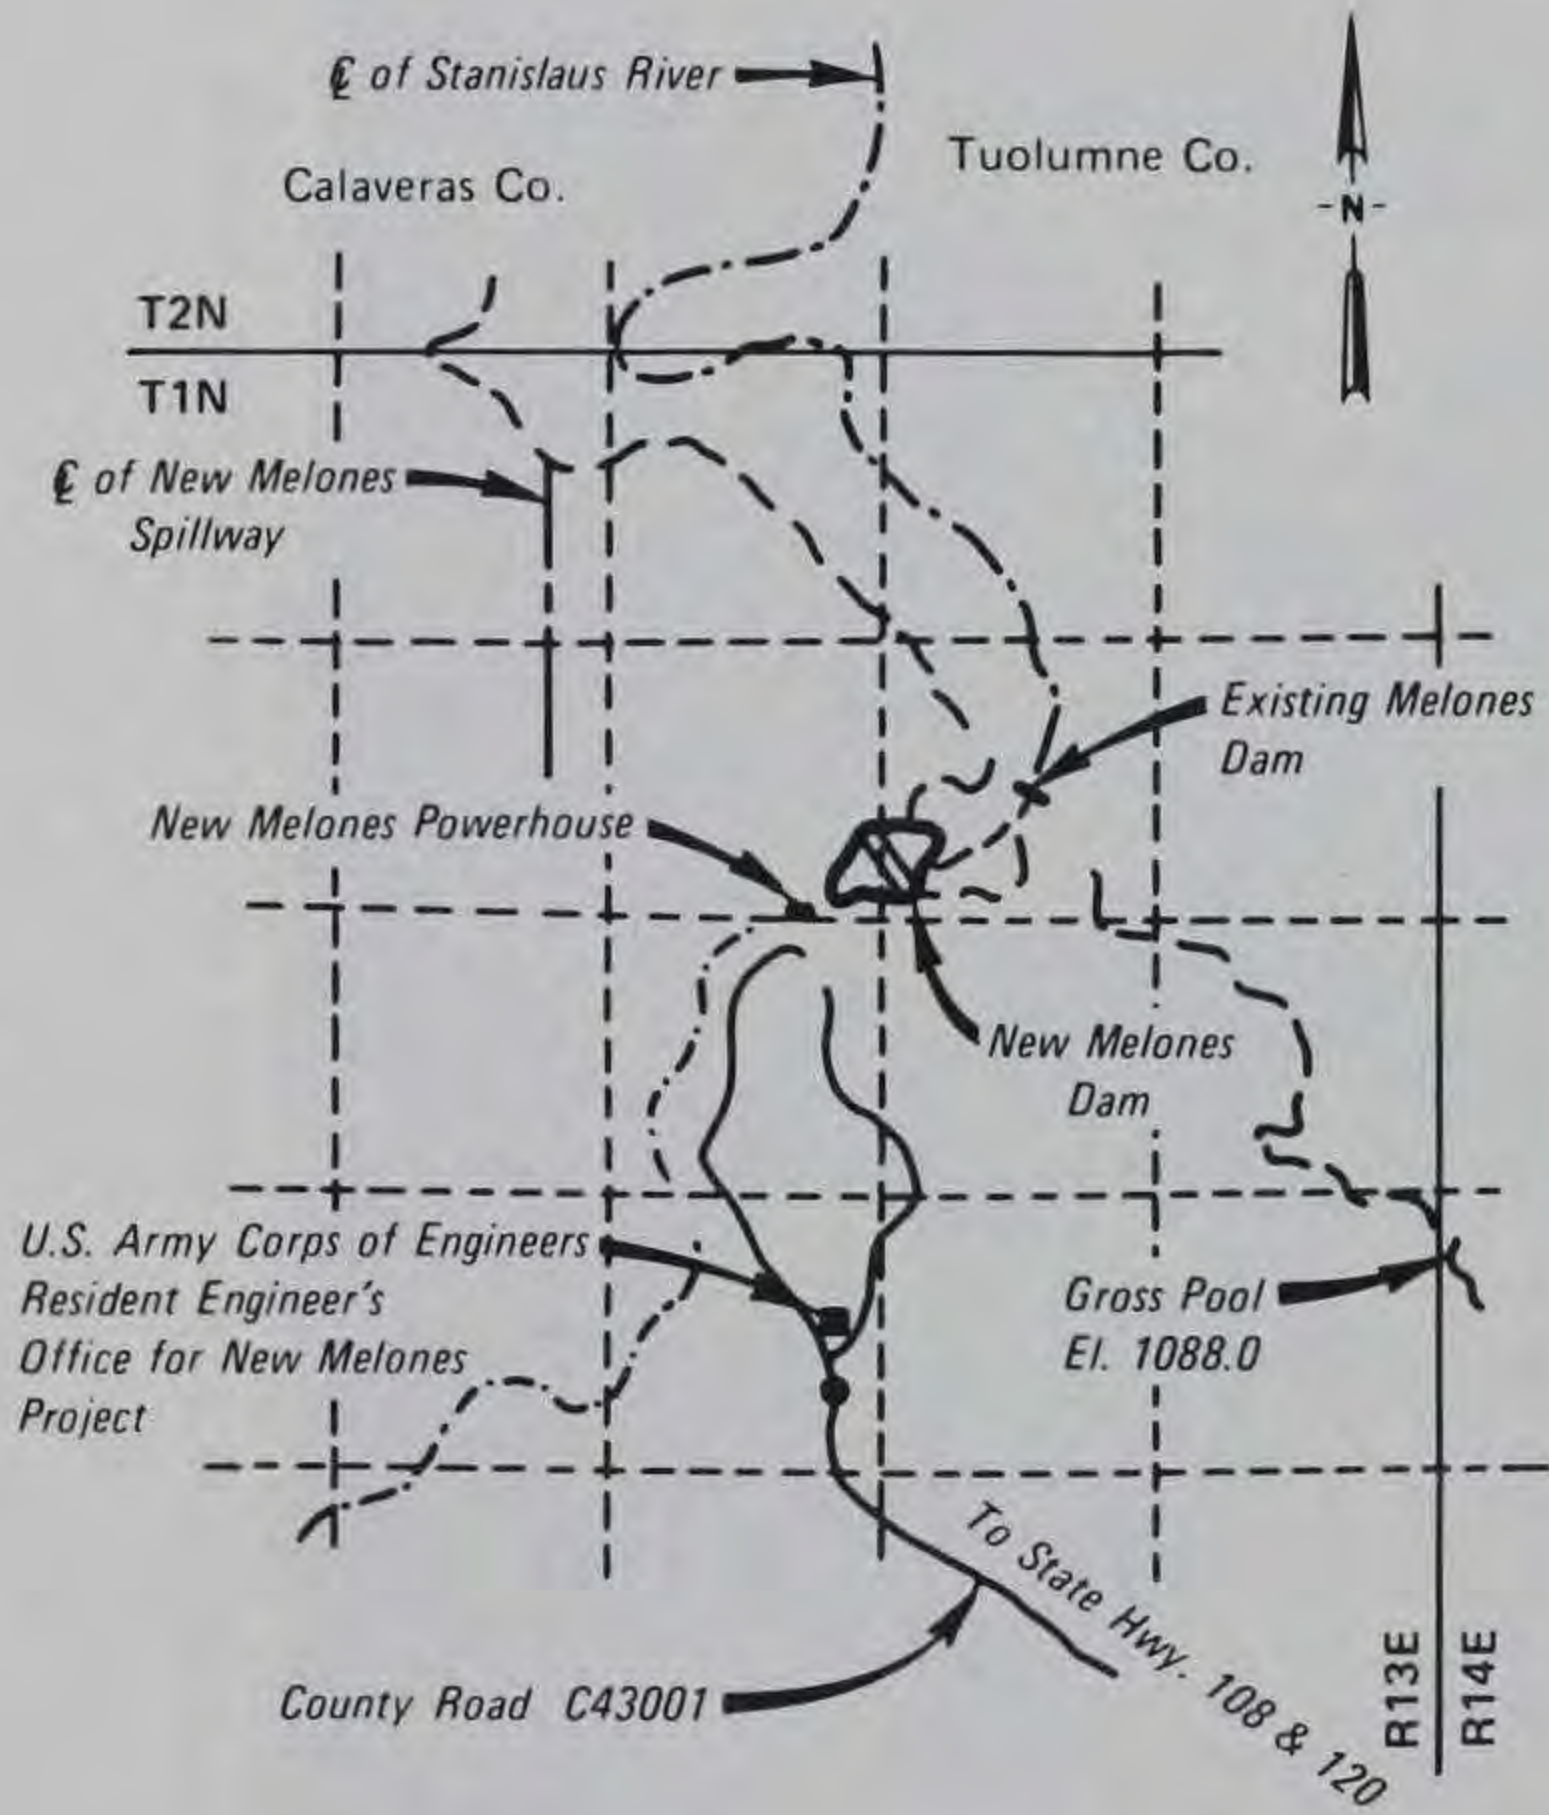 ℄ of Stanislaus River
Tuolumne Co.
Calaveras Co.
-N-
T2N
T1N
℄ of New Melones
Spillway
Existing Melones
Dam
New Melones Powerhouse
New Melones
Dam
U.S. Army Corps of Engineers
Resident Engineer's
Office for New Melones
Project
Gross Pool
El. 1088.0
To State Hwy. 108 & 120
County Road C43001
R13E
R14E